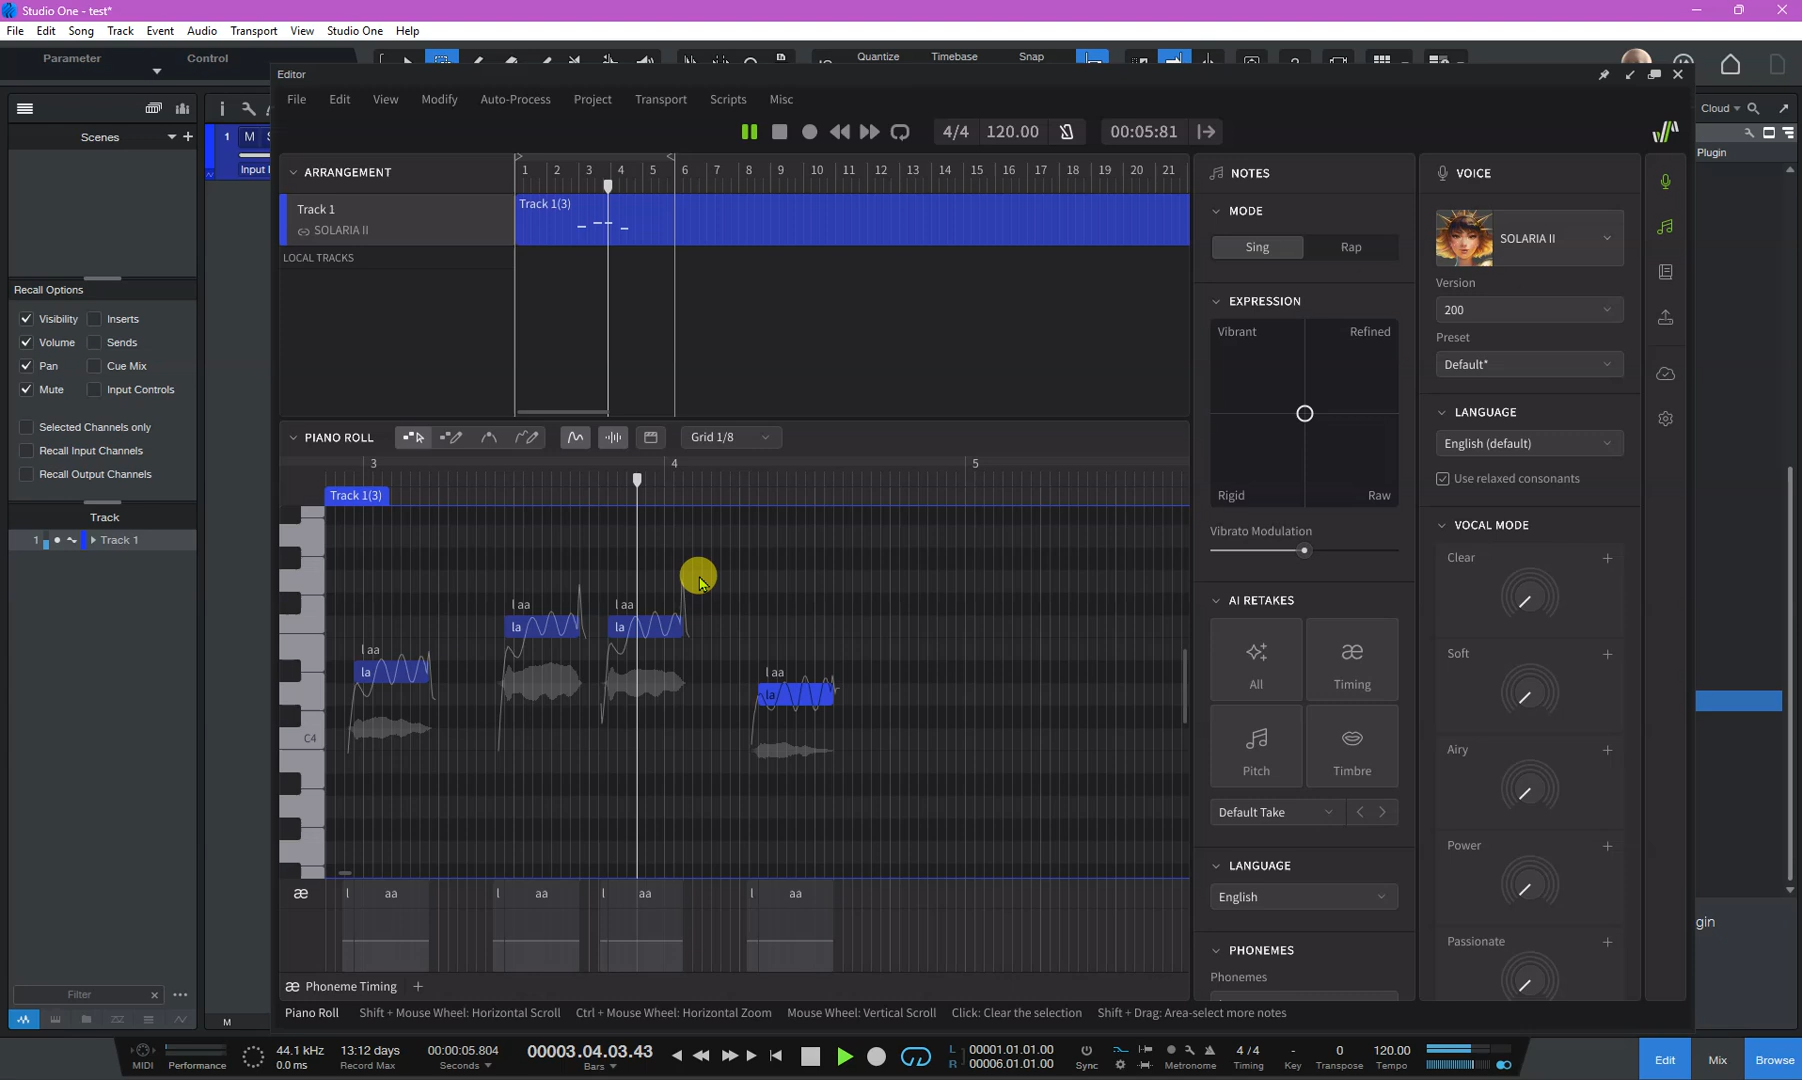 Studio One - test*
File Edit Song Track Event Audio Transport View Studio One Help
Parameter Control
Quantize Timebase Snap
Editor
File Edit View Modify Auto-Process Project Transport Scripts Misc
4/4 120.00 00:05:81
Cloud
Plugin
Scenes
Recall Options
Visibility Inserts
Volume Sends
Pan Cue Mix
Mute Input Controls
Selected Channels only
Recall Input Channels
Recall Output Channels
Track
1 Track 1
Filter
1 M S
Input
M
ARRANGEMENT
1 2 3 4 5 6 7 8 9 10 11 12 13 14 15 16 17 18 19 20 21
Track 1
SOLARIA II
Track 1(3)
LOCAL TRACKS
PIANO ROLL Grid 1/8
3 4 5
Track 1(3)
l aa l aa
la la
l aa
la
l aa
la
C4
æ l aa l aa l aa l aa
æ Phoneme Timing +
Piano Roll Shift + Mouse Wheel: Horizontal Scroll Ctrl + Mouse Wheel: Horizontal Zoom Mouse Wheel: Vertical Scroll Click: Clear the selection Shift + Drag: Area-select more notes
NOTES
MODE
Sing Rap
EXPRESSION
Vibrant Refined
Rigid Raw
Vibrato Modulation
AI RETAKES
æ
All Timing
Pitch Timbre
Default Take
LANGUAGE
English
PHONEMES
Phonemes
VOICE
SOLARIA II
Version
200
Preset
Default*
LANGUAGE
English (default)
Use relaxed consonants
VOCAL MODE
Clear +
Soft +
Airy +
Power +
Passionate +
gin
MIDI Performance
44.1 kHz
0.0 ms
13:12 days
Record Max
00:00:05.804
Seconds
00003.04.03.43
Bars
L 00001.01.01.00
R 00006.01.01.00
Sync
Metronome
4 / 4
Timing
-
Key
0
Transpose
120.00
Tempo
Edit Mix Browse